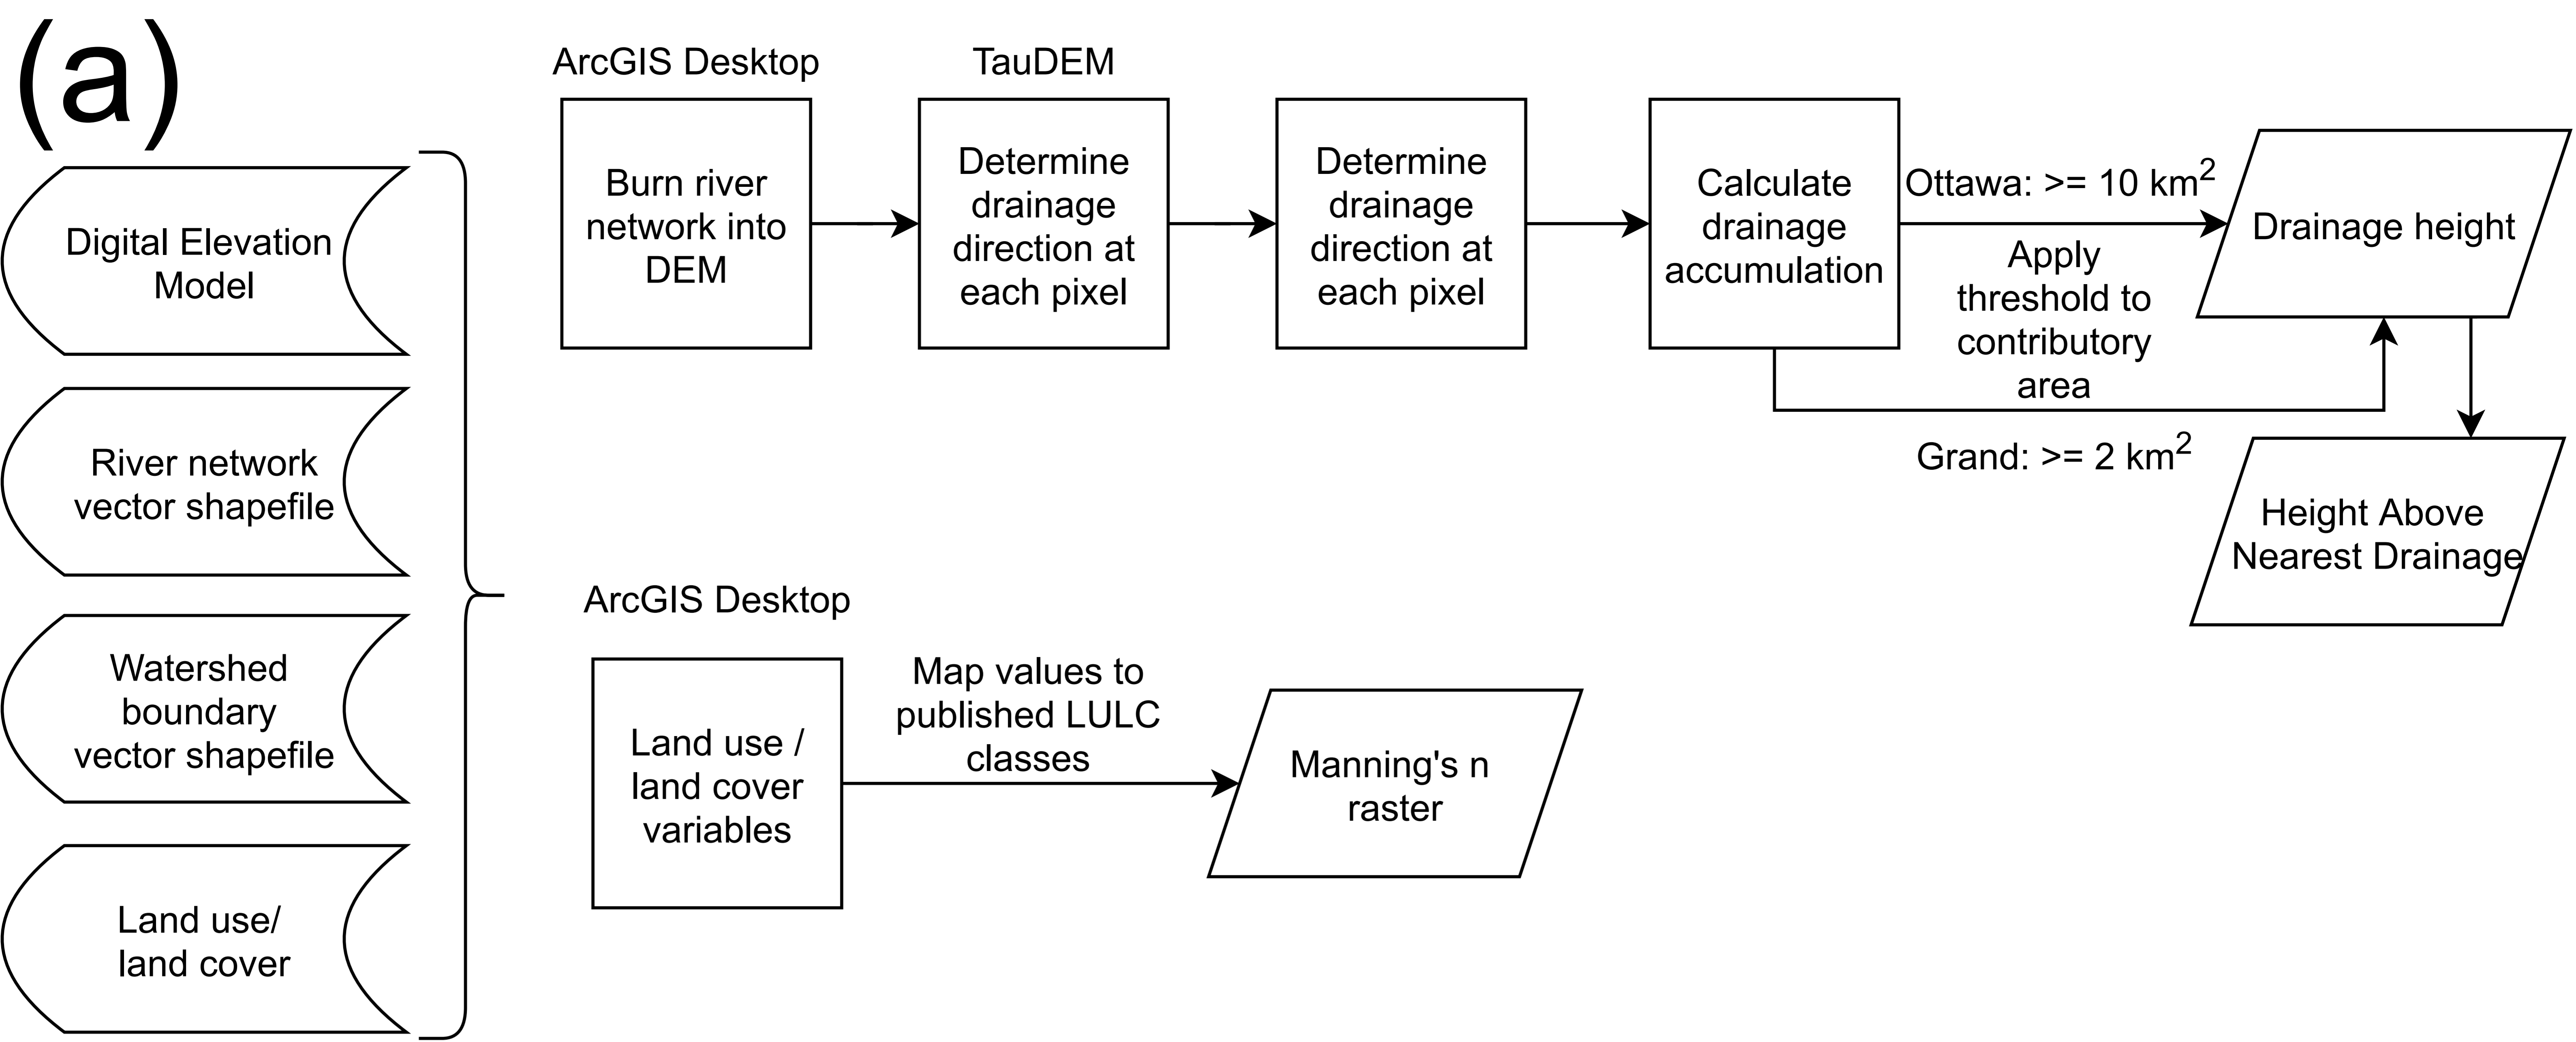 (a)
Digital Elevation
Model
River network
vector shapefile
Watershed
boundary
vector shapefile
Land use/
land cover
ArcGIS Desktop
Burn river
network into
DEM
TauDEM
Determine
drainage
direction at
each pixel
Determine
drainage
direction at
each pixel
Calculate
drainage
accumulation
Ottawa: >= 10 km²
Apply
threshold to
contributory
area
Grand: >= 2 km²
Drainage height
Height Above
Nearest Drainage
ArcGIS Desktop
Land use /
land cover
variables
Map values to
published LULC
classes
Manning's n
raster